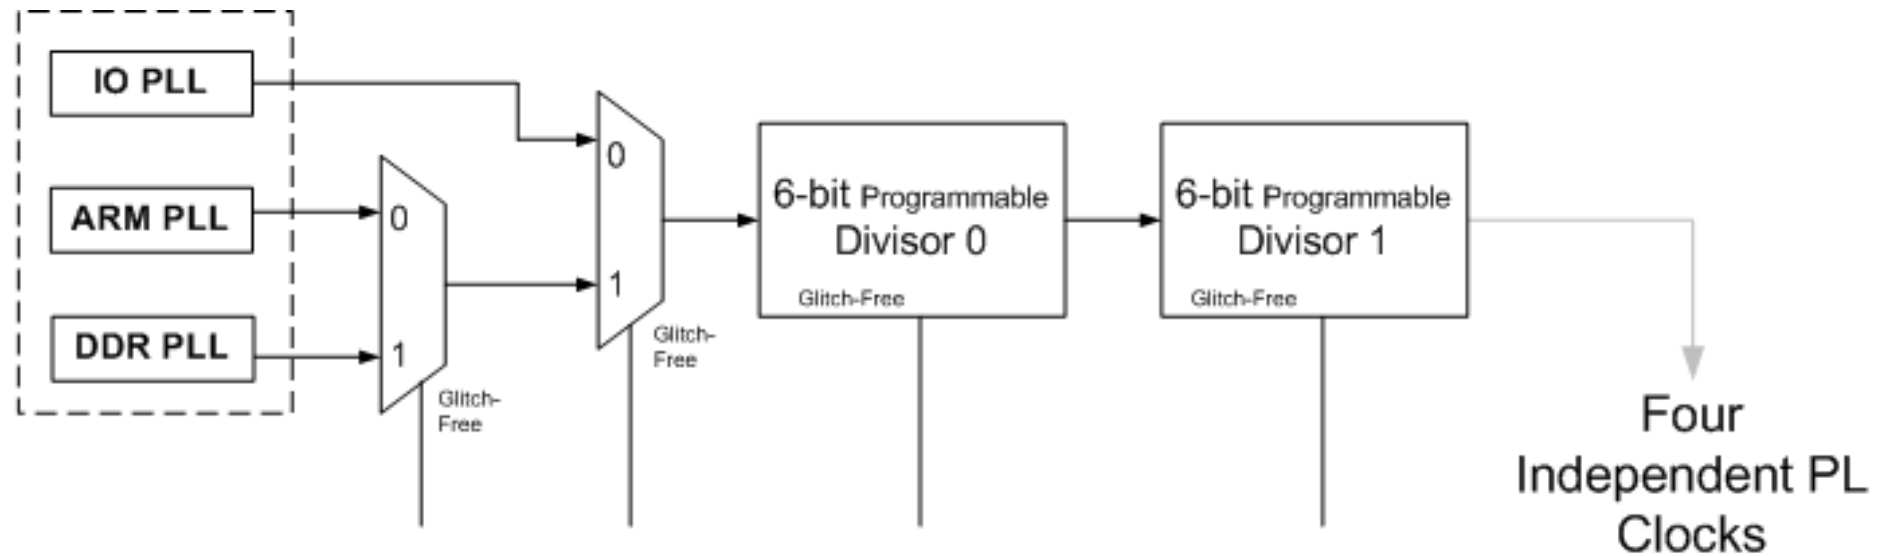 IO PLL
ARM PLL
DDR PLL
0
1
Glitch-
Free
0
1
Glitch-
Free
6-bit Programmable
Divisor 0
Glitch-Free
6-bit Programmable
Divisor 1
Glitch-Free
Four
Independent PL
Clocks